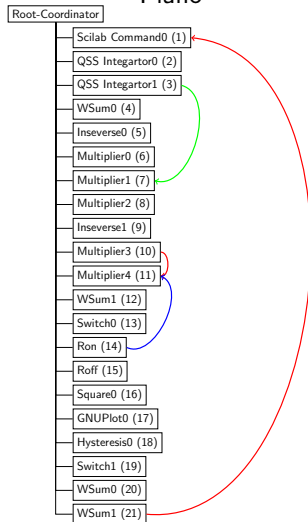 Plano
Root-Coordinator
Scilab Command0 (1)
QSS Integartor0 (2)
QSS Integartor1 (3)
WSum0 (4)
Inseverse0 (5)
Multiplier0 (6)
Multiplier1 (7)
Multiplier2 (8)
Inseverse1 (9)
Multiplier3 (10)
Multiplier4 (11)
WSum1 (12)
Switch0 (13)
Ron (14)
Roff (15)
Square0 (16)
GNUPlot0 (17)
Hysteresis0 (18)
Switch1 (19)
WSum0 (20)
WSum1 (21)